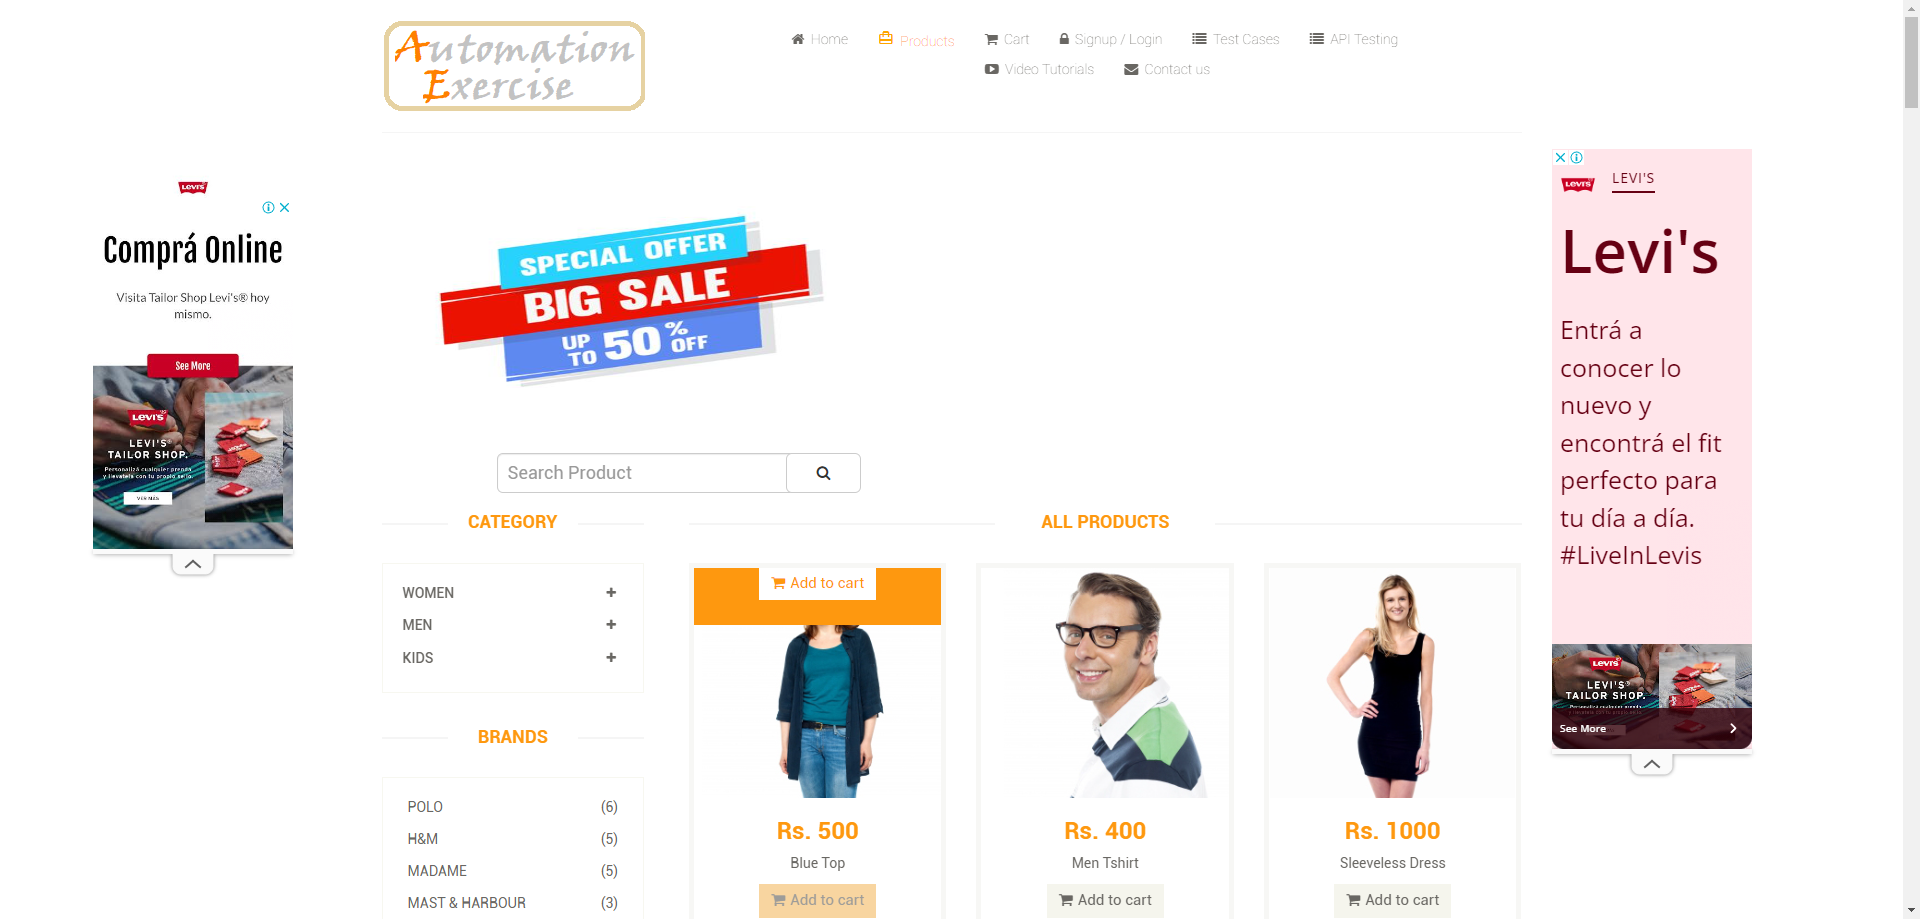 Automation
Exercise
Home
Products
Cart
Signup / Login
Test Cases
API Testing
Video Tutorials
Contact us
LEVI'S
Comprá Online
Visita Tailor Shop Levi's® hoy
mismo.
See More
LEVI'S
LEVI'S®
TAILOR SHOP.
Personalizá cualquier prenda
y llevatela con tu propio sello.
VER MÁS
SPECIAL OFFER
BIG SALE
UP TO 50% OFF
Search Product
CATEGORY
WOMEN
MEN
KIDS
BRANDS
POLO (6)
H&M (5)
MADAME (5)
MAST & HARBOUR (3)
ALL PRODUCTS
Add to cart
Rs. 500
Blue Top
Add to cart
Rs. 400
Men Tshirt
Add to cart
Rs. 1000
Sleeveless Dress
Add to cart
LEVI'S
LEVI'S
Levi's
Entrá a
conocer lo
nuevo y
encontrá el fit
perfecto para
tu día a día.
#LiveInLevis
LEVI'S
LEVI'S®
TAILOR SHOP.
See More